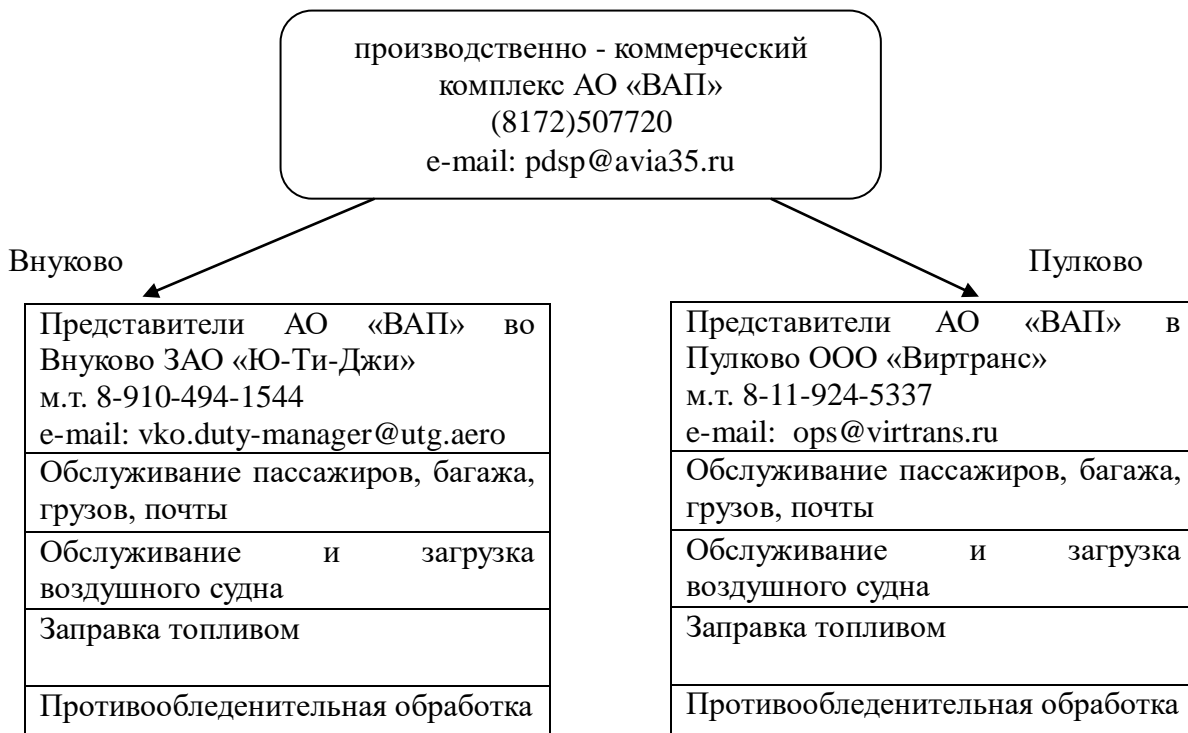 производственно - коммерческий
комплекс АО «ВАП»
(8172)507720
e-mail: pdsp@avia35.ru
Внуково
Пулково
Представители АО «ВАП» во
Внуково ЗАО «Ю-Ти-Джи»
м.т. 8-910-494-1544
e-mail: vko.duty-manager@utg.aero
Обслуживание пассажиров, багажа,
грузов, почты
Обслуживание и загрузка
воздушного судна
Заправка топливом
Противообледенительная обработка
Представители АО «ВАП» в
Пулково ООО «Виртранс»
м.т. 8-11-924-5337
e-mail: ops@virtrans.ru
Обслуживание пассажиров, багажа,
грузов, почты
Обслуживание и загрузка
воздушного судна
Заправка топливом
Противообледенительная обработка